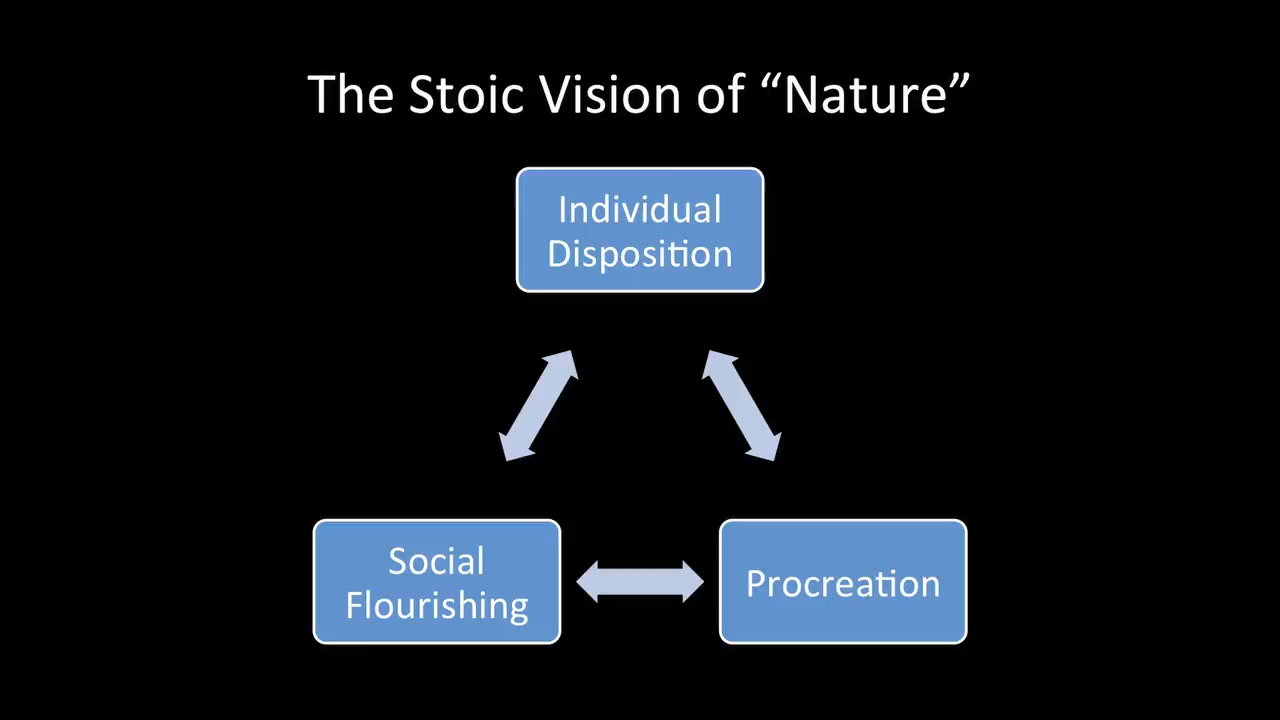 The Stoic Vision of “Nature”
Individual
Disposition
Social
Flourishing
Procreation